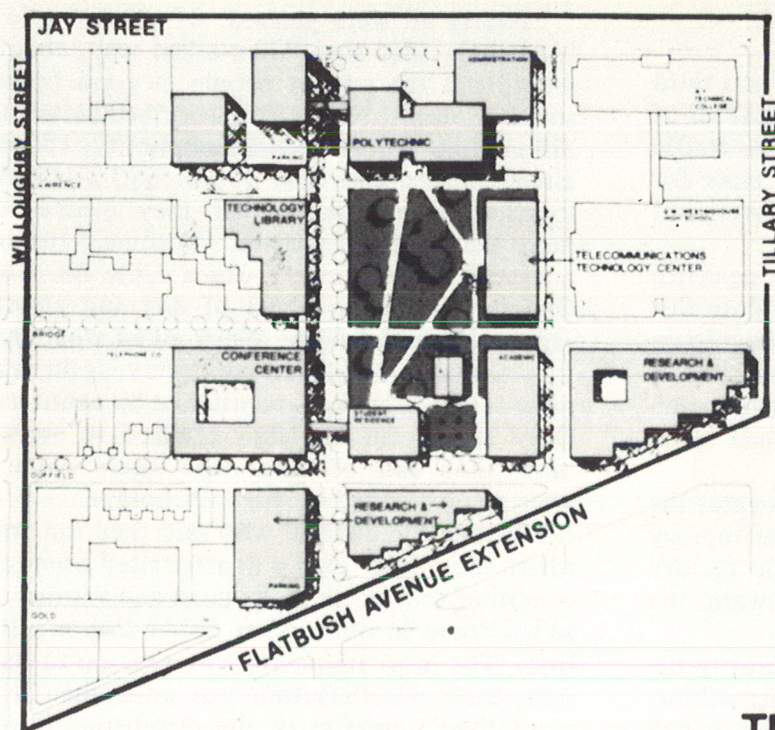 JAY STREET
WILLOUGHBY STREET
TILLARY STREET
ADMINISTRATION
JOHNSON
N.Y.
TECHNICAL
COLLEGE
POLYTECHNIC
PARKING
LAWRENCE
TECHNOLOGY
LIBRARY
G.W. WESTINGHOUSE
HIGH SCHOOL
TELECOMMUNICATIONS
TECHNOLOGY CENTER
BRIDGE
TELEPHONE CO.
CONFERENCE
CENTER
ACADEMIC
RESEARCH &
DEVELOPMENT
STUDENT
RESIDENCE
DUFFIELD
RESEARCH &
DEVELOPMENT
PARKING
FLATBUSH AVENUE EXTENSION
GOLD